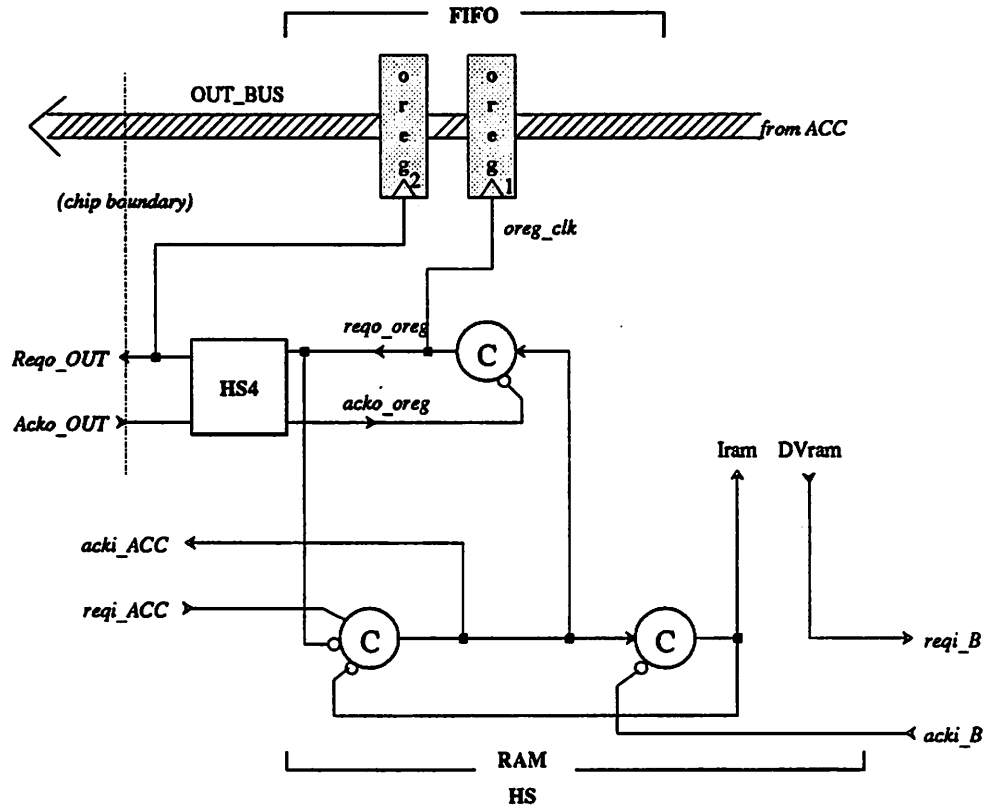 FIFO
o
r
e
g
2
o
r
e
g
1
OUT_BUS
from ACC
(chip boundary)
oreg_clk
reqo_oreg
Reqo_OUT
C
HS4
Acko_OUT
acko_oreg
Iram DVram
acki_ACC
reqi_ACC
C
C
reqi_B
acki_B
RAM
HS